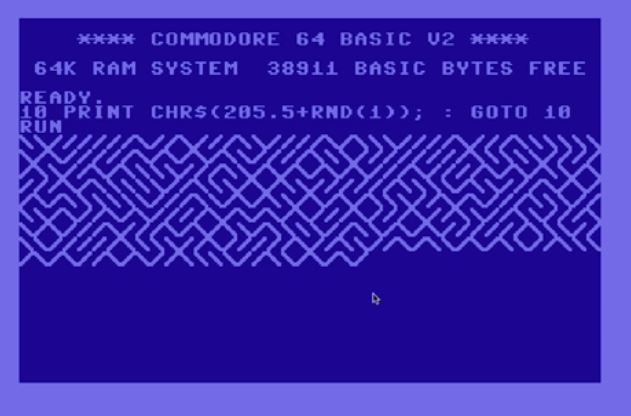 **** COMMODORE 64 BASIC V2 ****
64K RAM SYSTEM  38911 BASIC BYTES FREE
READY.
10 PRINT CHR$(205.5+RND(1)); : GOTO 10
RUN